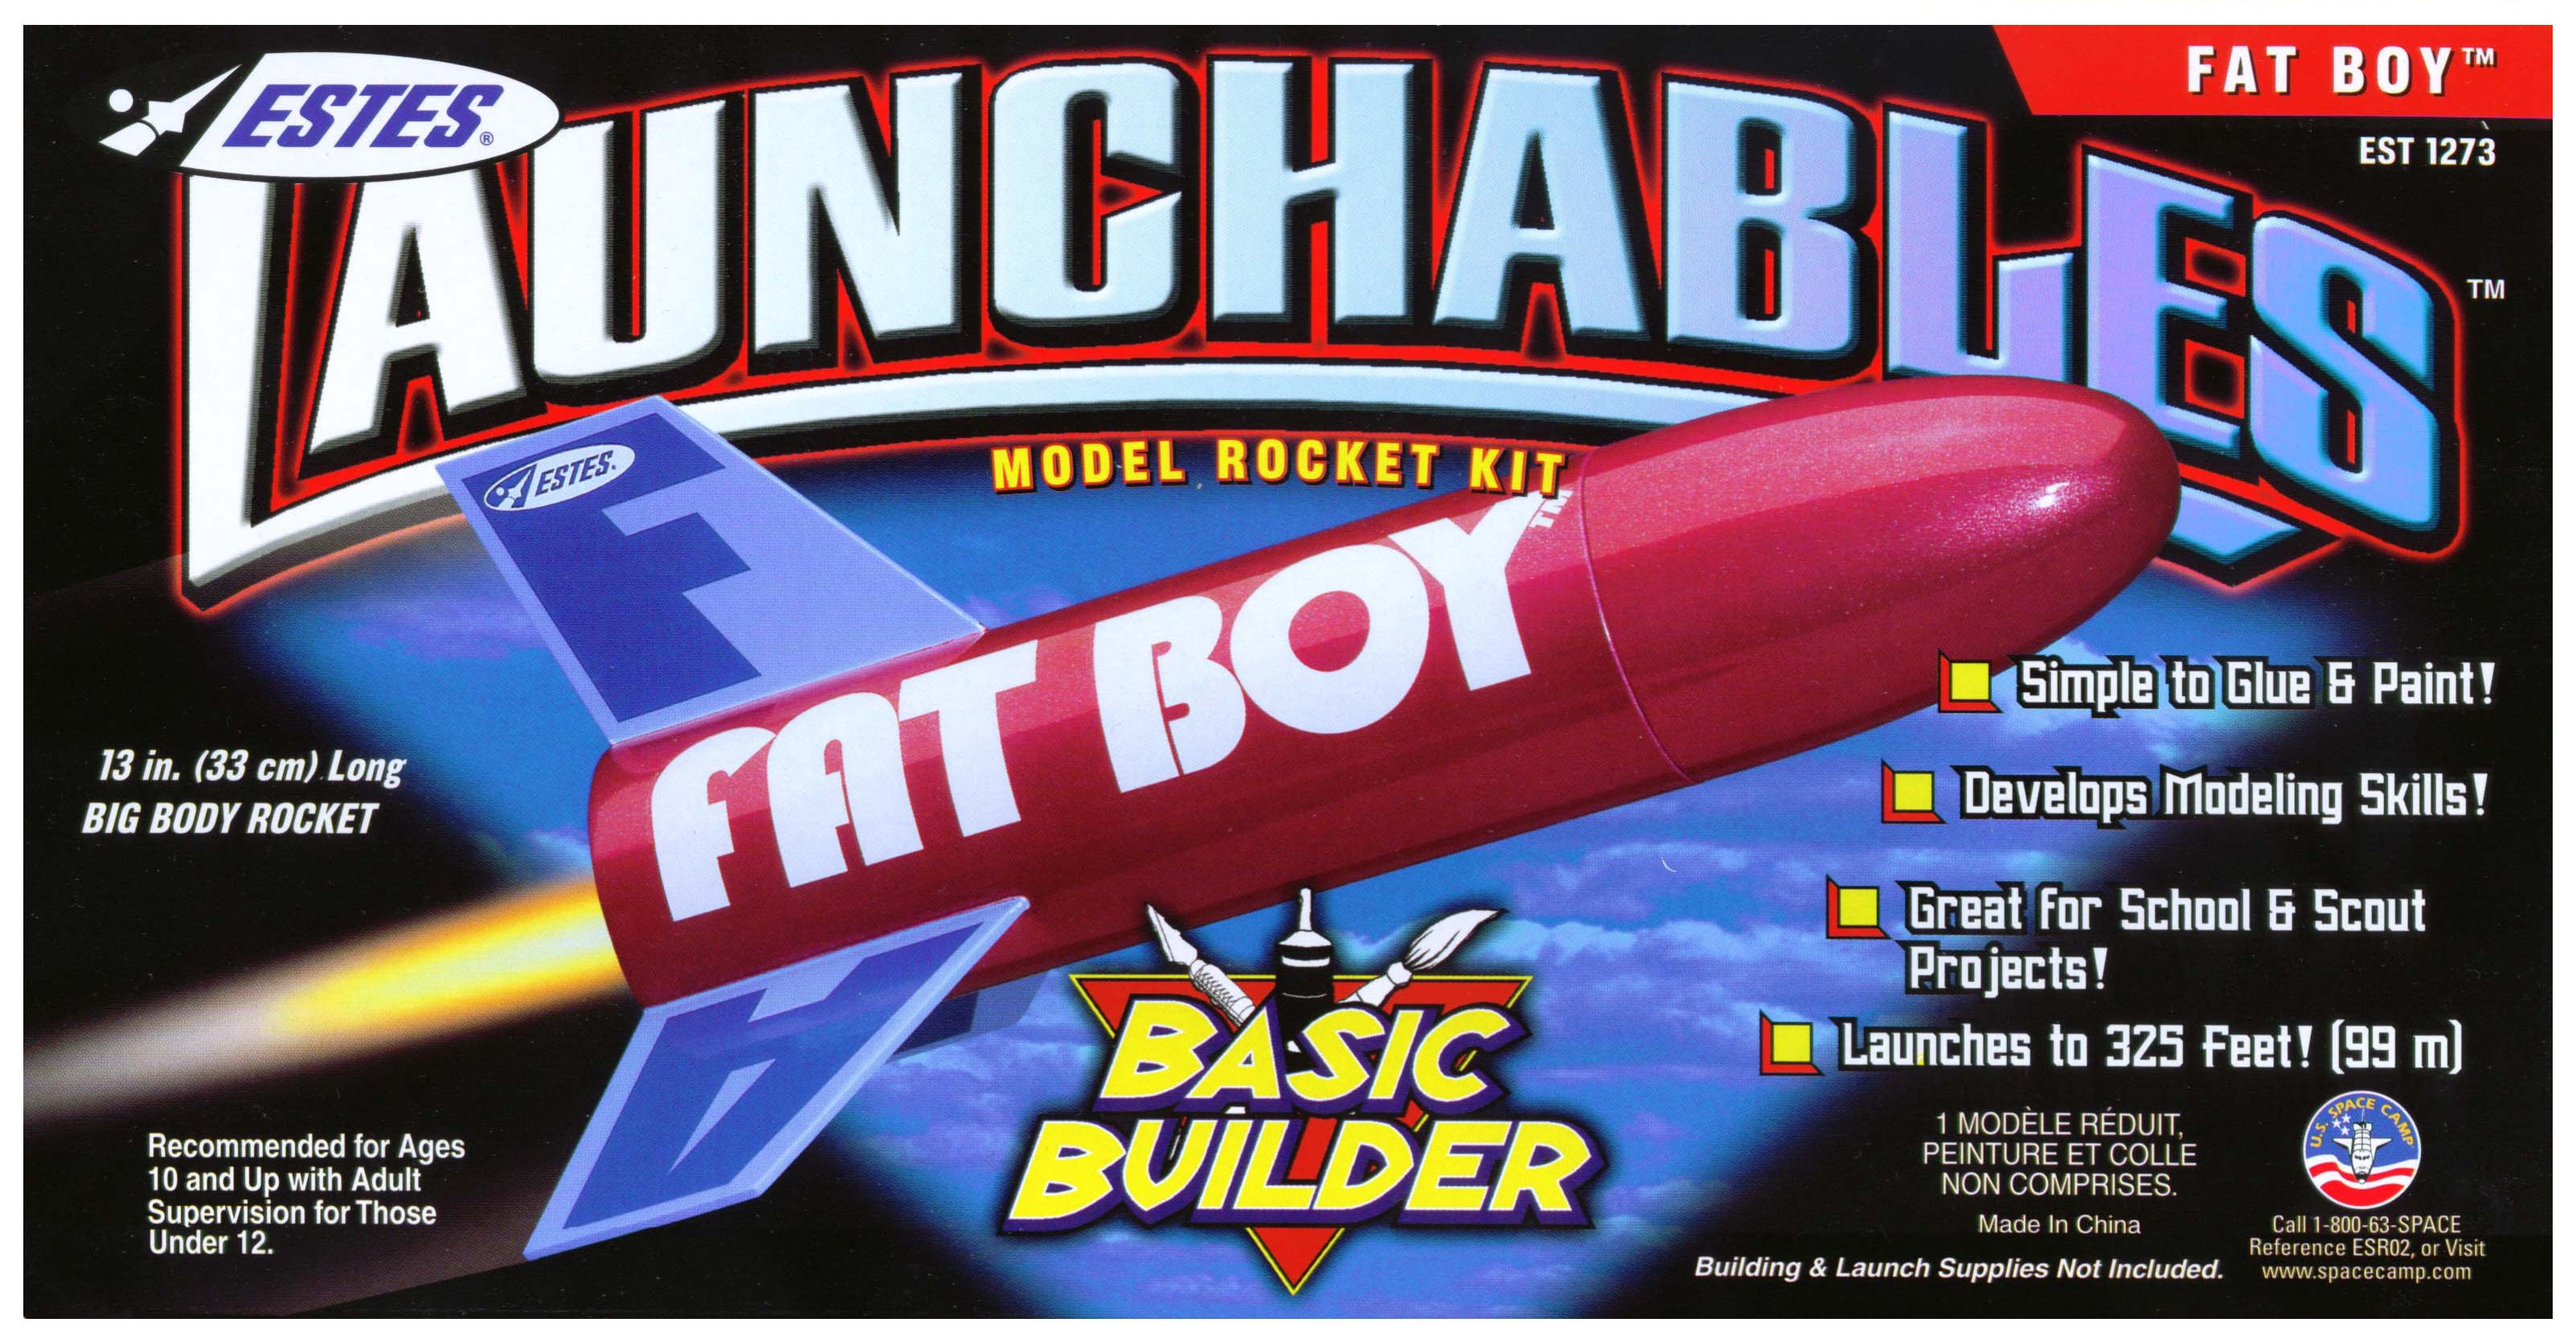 ESTES®
FAT BOY™
EST 1273
LAUNCHABLES™
MODEL ROCKET KIT
ESTES
F
FAT BOY™
A
13 in. (33 cm) Long
BIG BODY ROCKET
Simple to Glue & Paint!
Develops Modeling Skills!
Great for School & Scout
Projects!
Launches to 325 Feet! (99 m)
BASIC
BUILDER
Recommended for Ages
10 and Up with Adult
Supervision for Those
Under 12.
1 MODÈLE RÉDUIT,
PEINTURE ET COLLE
NON COMPRISES.
Made In China
Building & Launch Supplies Not Included.
U.S. SPACE CAMP
Call 1-800-63-SPACE
Reference ESR02, or Visit
www.spacecamp.com